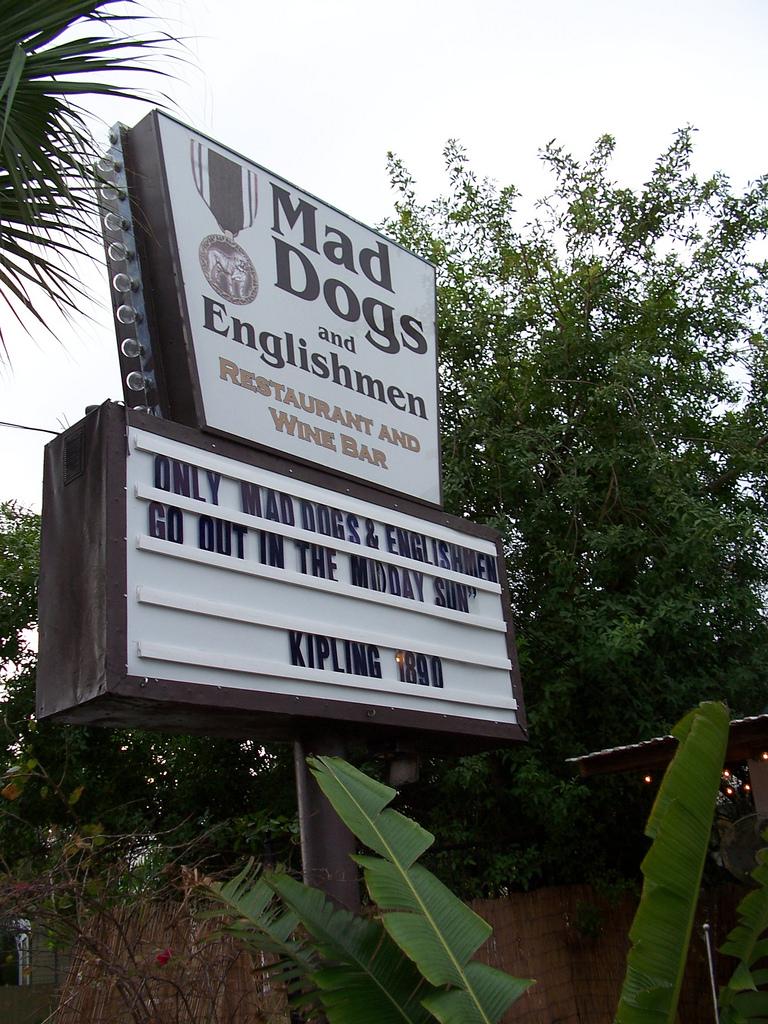 Mad
Dogs
and
Englishmen
RESTAURANT AND
WINE BAR
ONLY MAD DOGS & ENGLISHMEN
GO OUT IN THE MIDDAY SUN"
KIPLING 1890